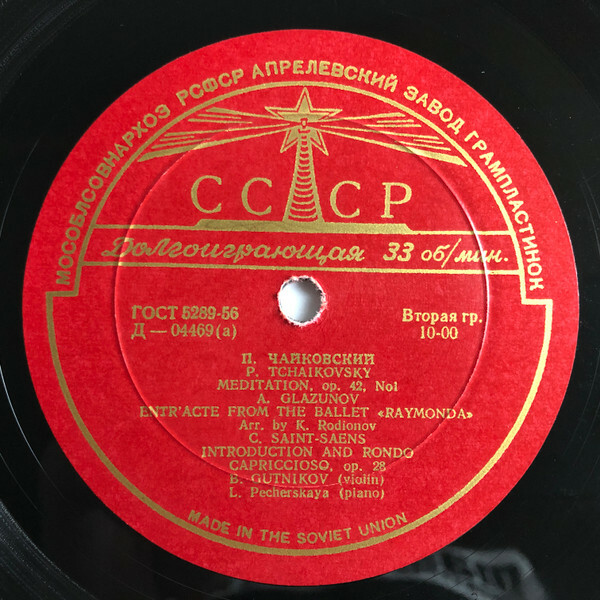 МОСОБЛСОВНАРХОЗ РСФСР АПРЕЛЕВСКИЙ ЗАВОД ГРАМПЛАСТИНОК
СССР
Долгоиграющая 33 об/мин.
ГОСТ 5289-56
Д — 04469(а)
Вторая гр.
10-00
П. ЧАЙКОВСКИЙ
P. TCHAIKOVSKY
MEDITATION, op. 42, No1
A. GLAZUNOV
ENTR'ACTE FROM THE BALLET «RAYMONDA»
Arr. by K. Rodionov
C. SAINT-SAENS
INTRODUCTION AND RONDO
CAPRICCIOSO, op. 28
B. GUTNIKOV (violin)
L. Pecherskaya (piano)
MADE IN THE SOVIET UNION